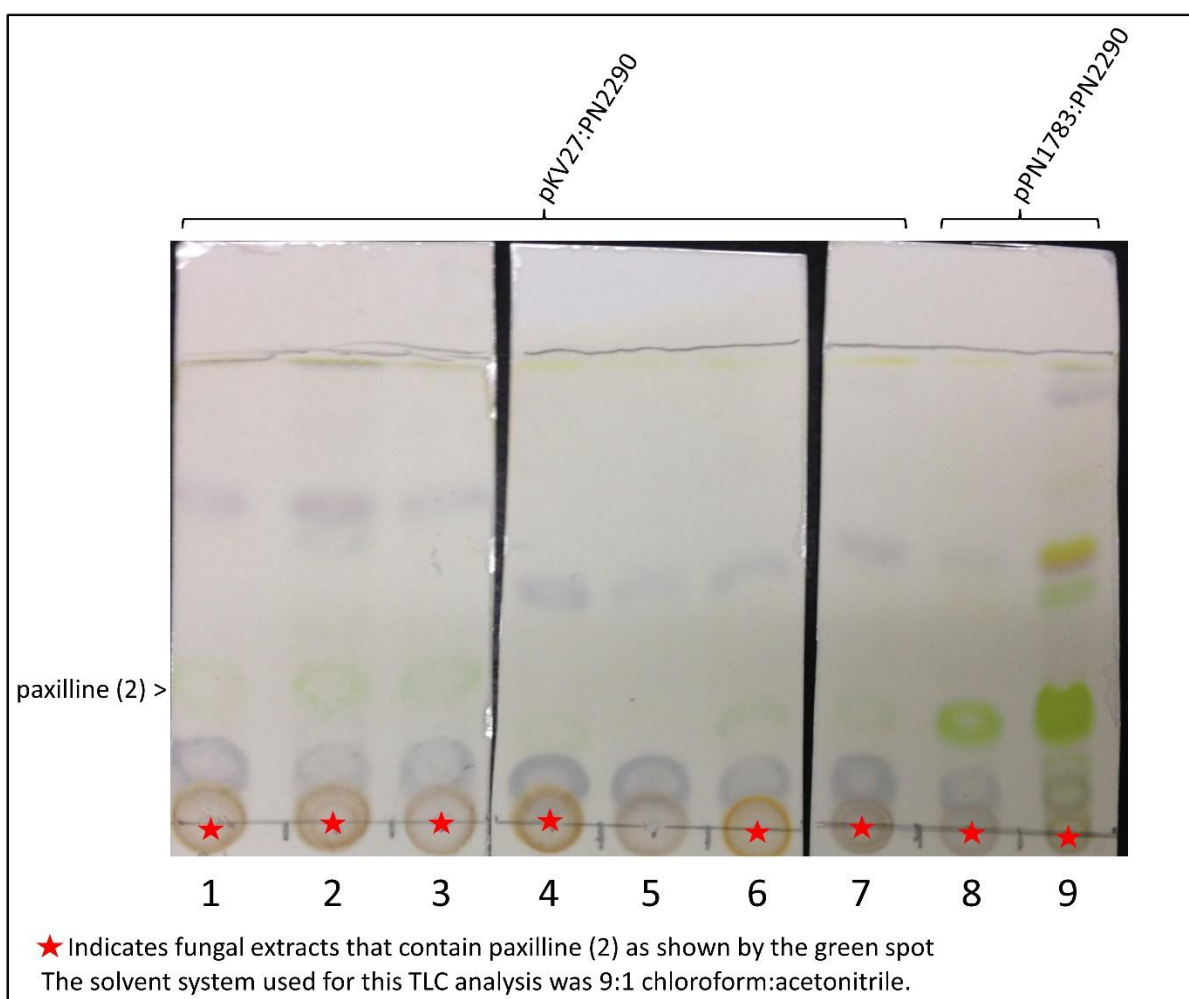 pKV27:PN2290
pPN1783:PN2290
paxilline (2) >
1 2 3 4 5 6 7 8 9
★ Indicates fungal extracts that contain paxilline (2) as shown by the green spot
The solvent system used for this TLC analysis was 9:1 chloroform:acetonitrile.